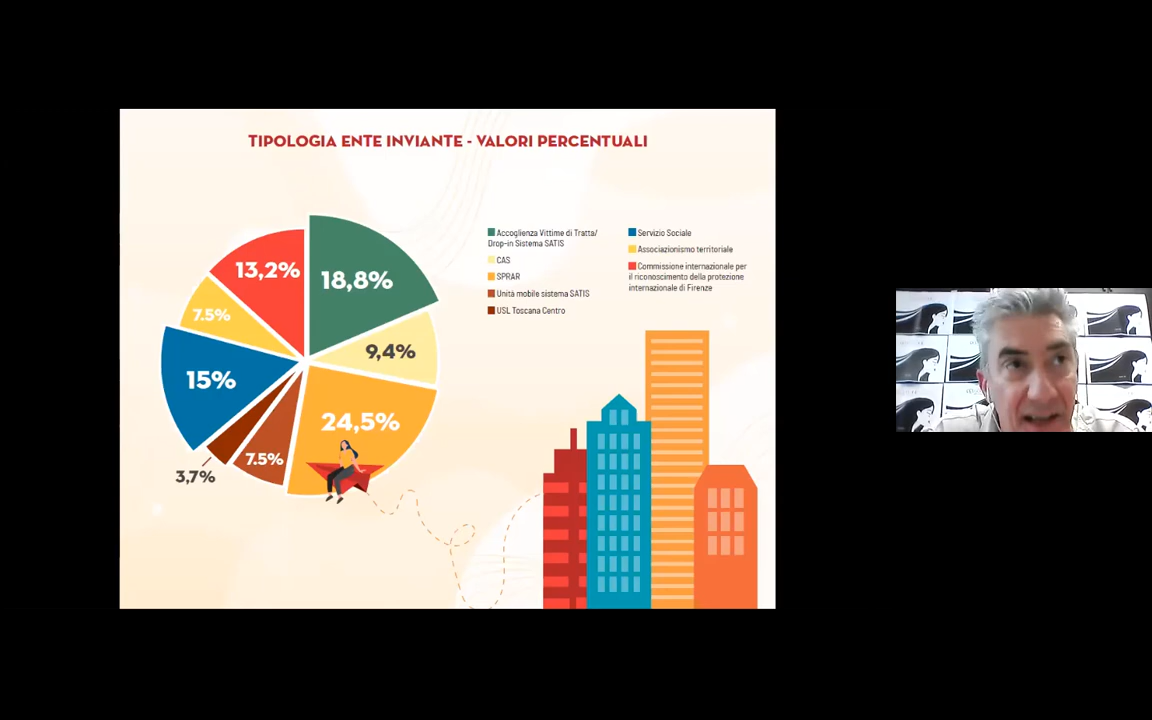 TIPOLOGIA ENTE INVIANTE - VALORI PERCENTUALI
13,2%
18,8%
7.5%
9,4%
15%
24,5%
7.5%
3,7%
Accoglienza Vittime di Tratta/
Drop-in Sistema SATIS
CAS
SPRAR
Unità mobile sistema SATIS
USL Toscana Centro
Servizio Sociale
Associazionismo territoriale
Commissione internazionale per
il riconoscimento della protezione
internazionale di Firenze